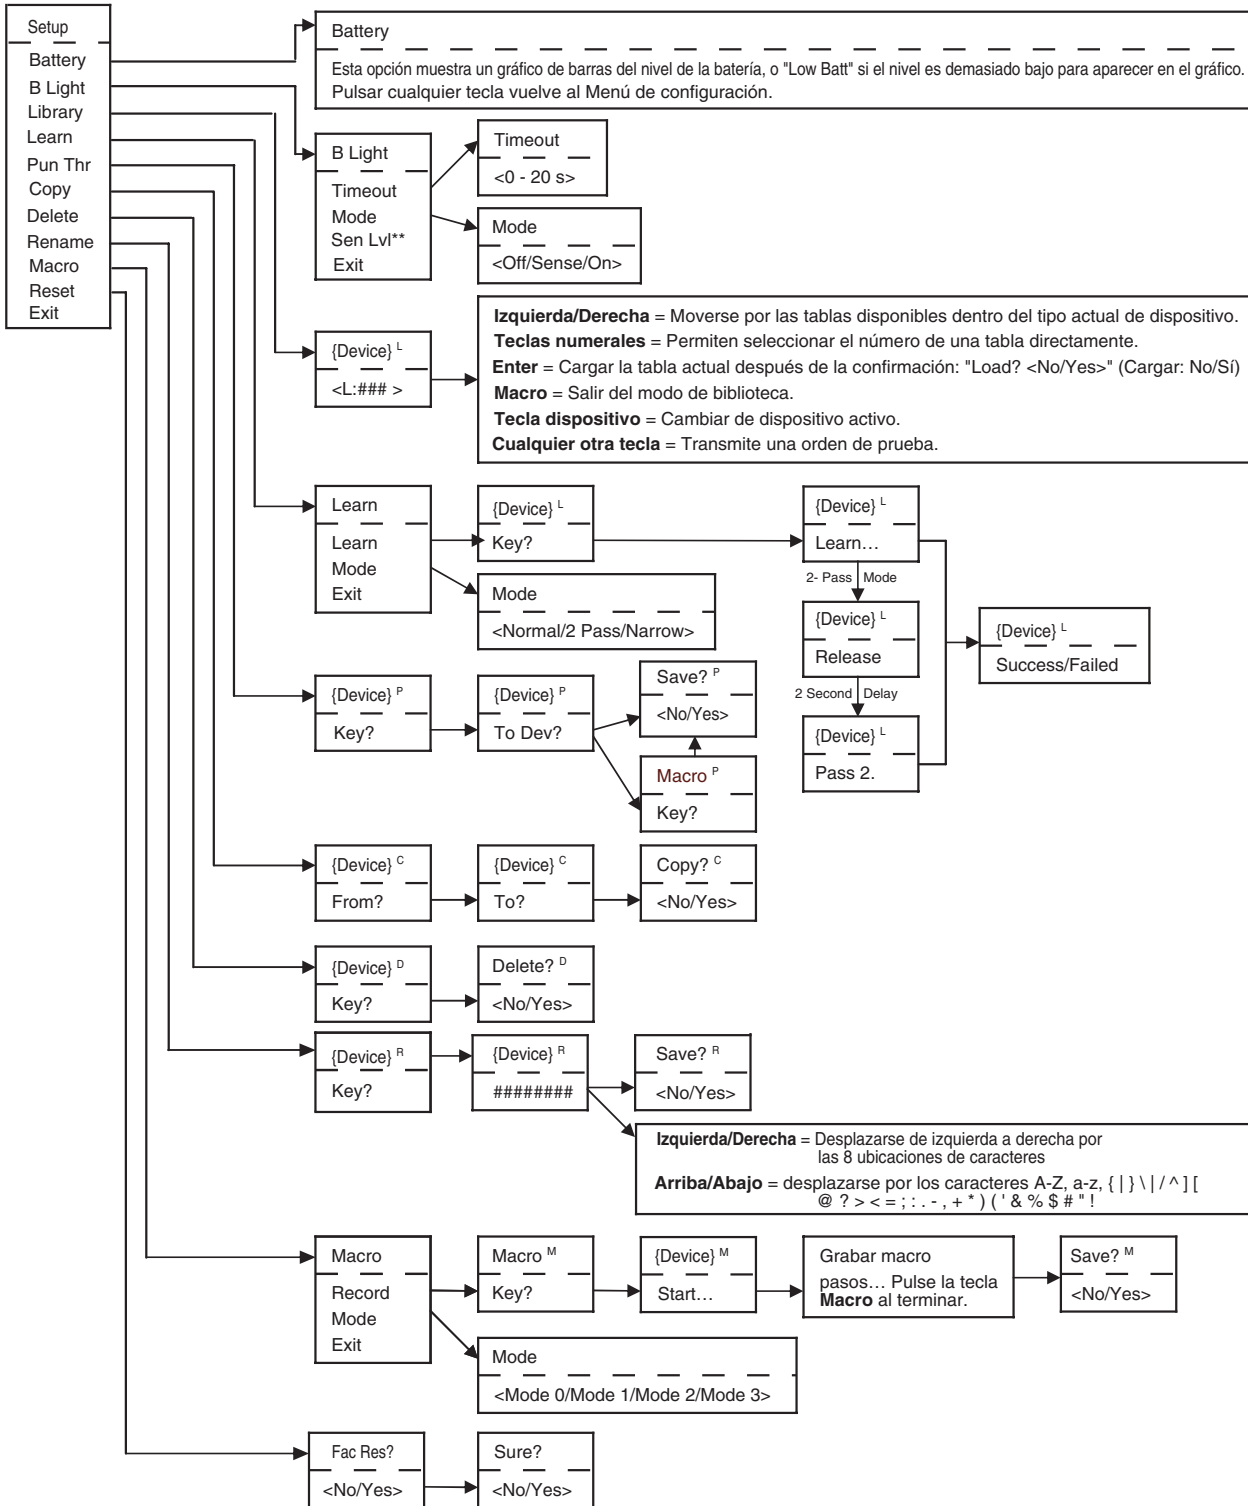 Setup
Battery
B Light
Library
Learn
Pun Thr
Copy
Delete
Rename
Macro
Reset
Exit
Battery
Esta opción muestra un gráfico de barras del nivel de la batería, o "Low Batt" si el nivel es demasiado bajo para aparecer en el gráfico.
Pulsar cualquier tecla vuelve al Menú de configuración.
B Light
Timeout
Mode
Sen Lvl**
Exit
Timeout
<0 - 20 s>
Mode
<Off/Sense/On>
{Device} L
<L:### >
Izquierda/Derecha = Moverse por las tablas disponibles dentro del tipo actual de dispositivo.
Teclas numerales = Permiten seleccionar el número de una tabla directamente.
Enter = Cargar la tabla actual después de la confirmación: "Load? <No/Yes>" (Cargar: No/Sí)
Macro = Salir del modo de biblioteca.
Tecla dispositivo = Cambiar de dispositivo activo.
Cualquier otra tecla = Transmite una orden de prueba.
Learn
Learn
Mode
Exit
{Device} L
Key?
Mode
<Normal/2 Pass/Narrow>
{Device} L
Learn...
2- Pass Mode
{Device} L
Release
2 Second Delay
{Device} L
Pass 2.
{Device} L
Success/Failed
{Device} P
Key?
{Device} P
To Dev?
Save? P
<No/Yes>
Macro P
Key?
{Device} C
From?
{Device} C
To?
Copy? C
<No/Yes>
{Device} D
Key?
Delete? D
<No/Yes>
{Device} R
Key?
{Device} R
########
Save? R
<No/Yes>
Izquierda/Derecha = Desplazarse de izquierda a derecha por
las 8 ubicaciones de caracteres
Arriba/Abajo = desplazarse por los caracteres A-Z, a-z, { | } \ | / ^ ] [
@ ? > < = ; : . - , + * ) ( ' & % $ # " !
Macro
Record
Mode
Exit
Macro M
Key?
{Device} M
Start...
Grabar macro
pasos... Pulse la tecla
Macro al terminar.
Save? M
<No/Yes>
Mode
<Mode 0/Mode 1/Mode 2/Mode 3>
Fac Res?
<No/Yes>
Sure?
<No/Yes>